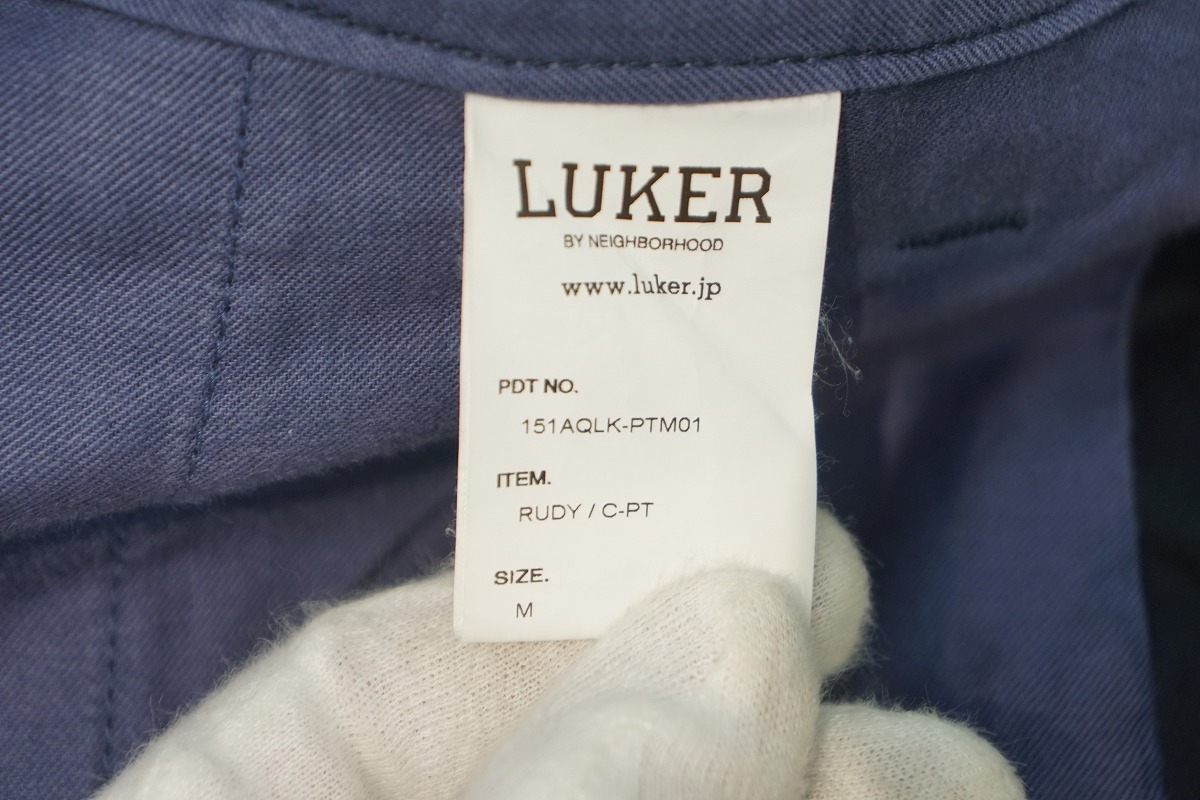 LUKER
BY NEIGHBORHOOD
www.luker.jp
PDT NO.
151AQLK-PTM01
ITEM.
RUDY / C-PT
SIZE.
M